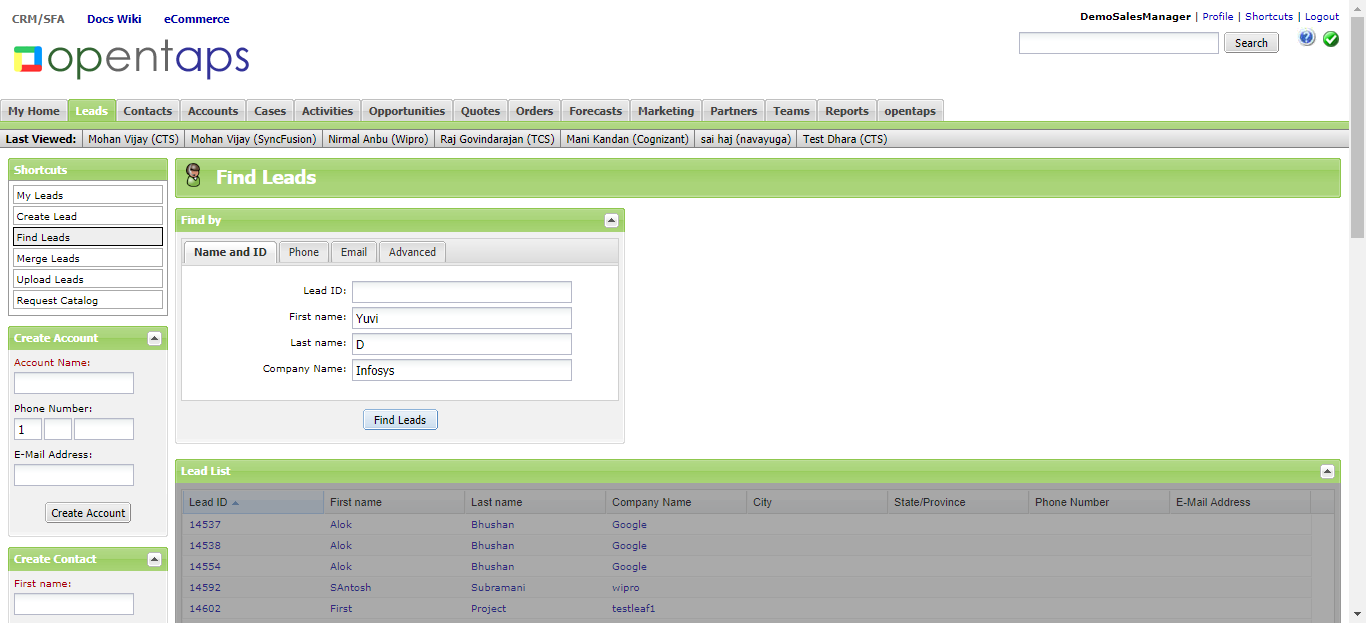 CRM/SFA Docs Wiki eCommerce
DemoSalesManager | Profile | Shortcuts | Logout
opentaps
Search
My Home Leads Contacts Accounts Cases Activities Opportunities Quotes Orders Forecasts Marketing Partners Teams Reports opentaps
Last Viewed: Mohan Vijay (CTS) Mohan Vijay (SyncFusion) Nirmal Anbu (Wipro) Raj Govindarajan (TCS) Mani Kandan (Cognizant) sai haj (navayuga) Test Dhara (CTS)
Shortcuts
My Leads
Create Lead
Find Leads
Merge Leads
Upload Leads
Request Catalog
Create Account
Account Name:
Phone Number:
1
E-Mail Address:
Create Account
Create Contact
First name:
Find Leads
Find by
Name and ID Phone Email Advanced
Lead ID:
First name: Yuvi
Last name: D
Company Name: Infosys
Find Leads
Lead List
Lead ID First name Last name Company Name City State/Province Phone Number E-Mail Address
14537 Alok Bhushan Google
14538 Alok Bhushan Google
14554 Alok Bhushan Google
14592 SAntosh Subramani wipro
14602 First Project testleaf1